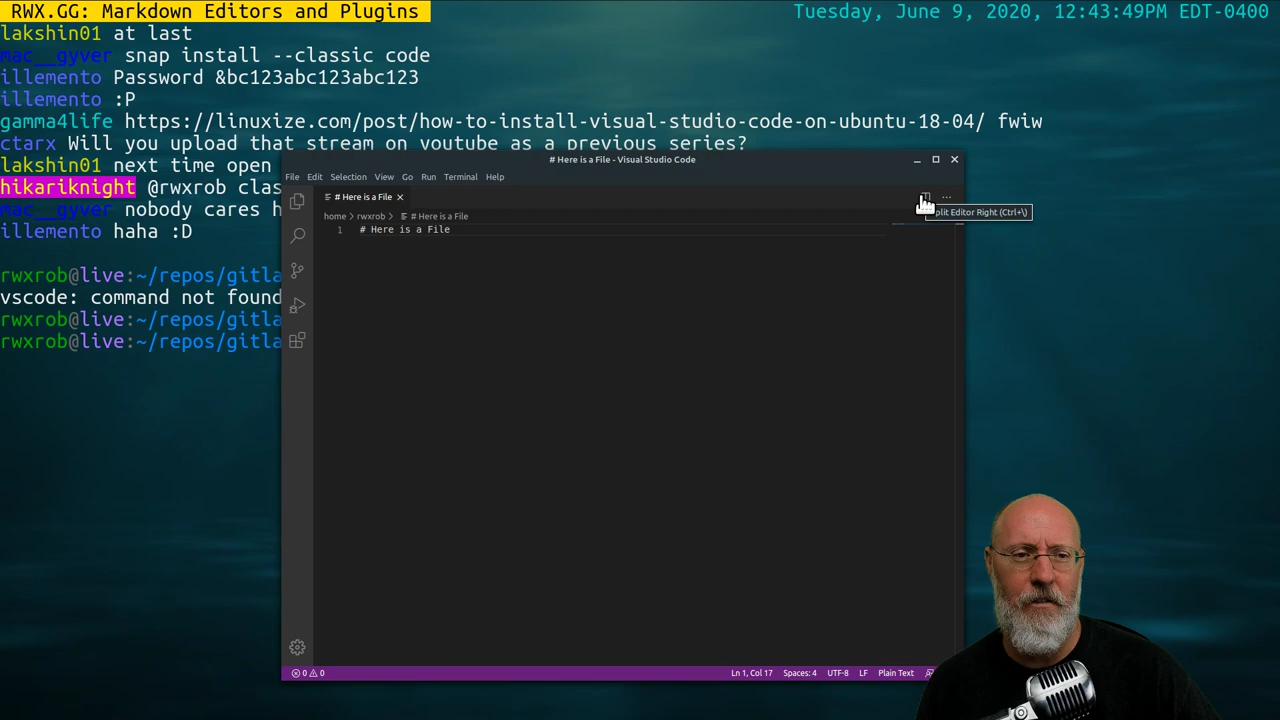 RWX.GG: Markdown Editors and Plugins
Tuesday, June 9, 2020, 12:43:49PM EDT-0400
lakshin01 at last
mac__gyver snap install --classic code
illemento Password &bc123abc123abc123
illemento :P
gamma4life https://linuxize.com/post/how-to-install-visual-studio-code-on-ubuntu-18-04/ fwiw
ctarx Will you upload that stream on youtube as a previous series?
lakshin01 next time open
hikariknight @rwxrob clas
mac__gyver nobody cares h
illemento haha :D
rwxrob@live:~/repos/gitla
vscode: command not found
rwxrob@live:~/repos/gitla
rwxrob@live:~/repos/gitla
# Here is a File - Visual Studio Code
File Edit Selection View Go Run Terminal Help
# Here is a File
plit Editor Right (Ctrl+\)
home > rwxrob > # Here is a File
1 # Here is a File
0 0
Ln 1, Col 17 Spaces: 4 UTF-8 LF Plain Text